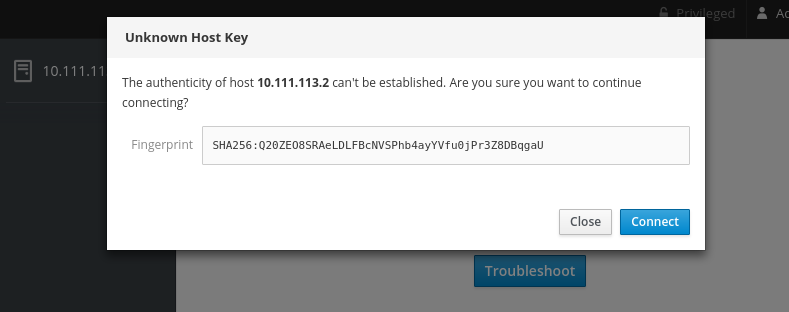 Privileged
Unknown Host Key
10.111.11
The authenticity of host 10.111.113.2 can't be established. Are you sure you want to continue
connecting?
Fingerprint SHA256:Q20ZEO8SRAeLDLFBcNVSPhb4ayYVfu0jPr3Z8DBqgaU
Close Connect
Troubleshoot